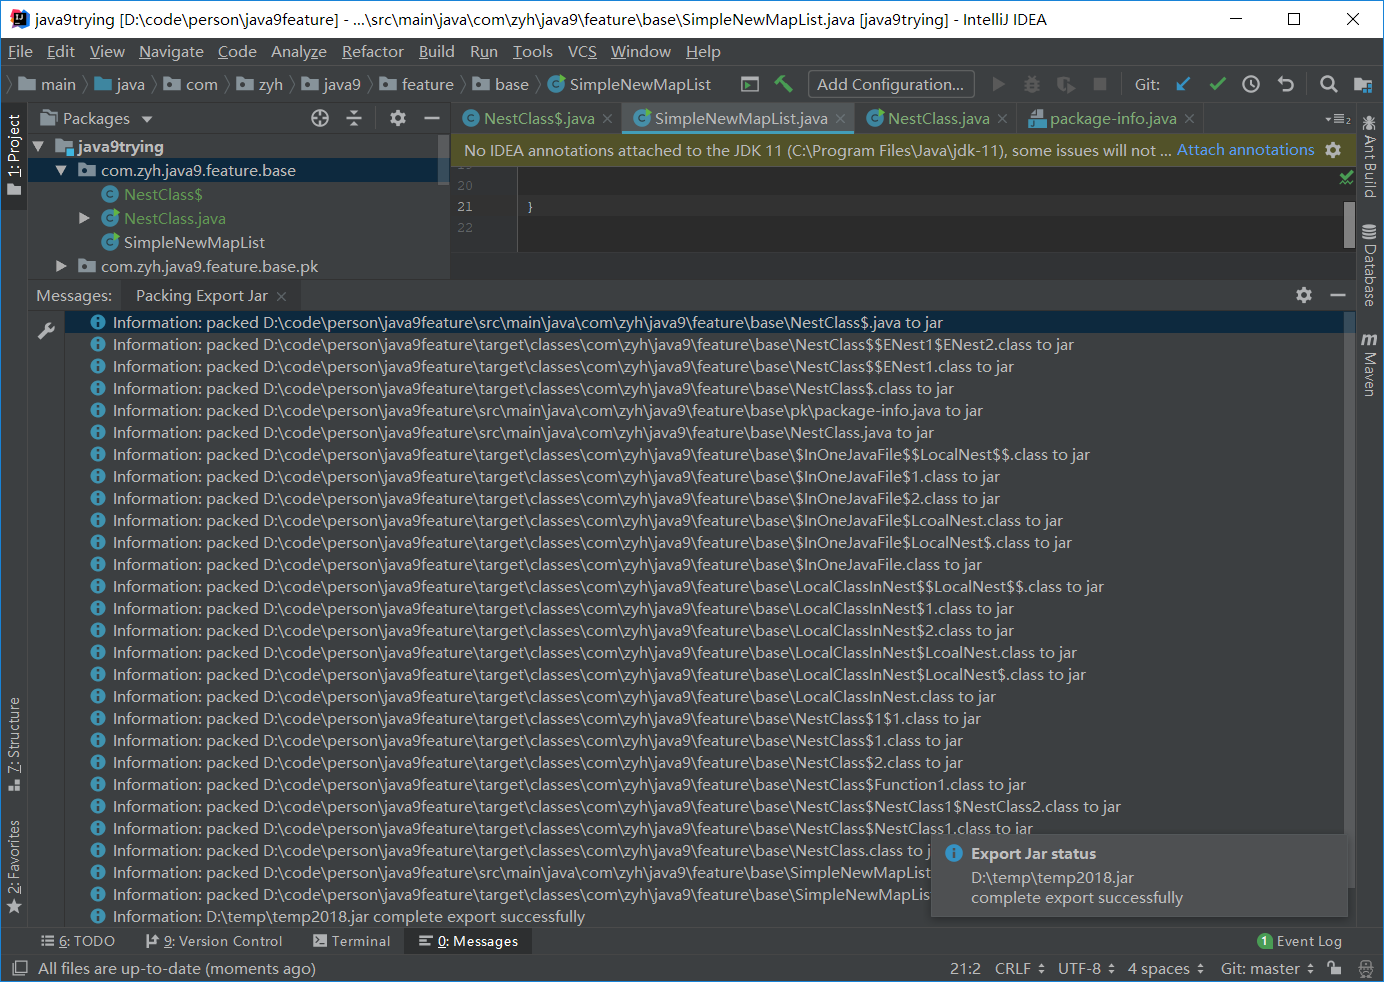 java9trying [D:\code\person\java9feature] - ...\src\main\java\com\zyh\java9\feature\base\SimpleNewMapList.java [java9trying] - IntelliJ IDEA
File Edit View Navigate Code Analyze Refactor Build Run Tools VCS Window Help
main java com zyh java9 feature base SimpleNewMapList Add Configuration... Git:
1: Project
Packages
NestClass$.java SimpleNewMapList.java NestClass.java package-info.java 2
java9trying
No IDEA annotations attached to the JDK 11 (C:\Program Files\Java\jdk-11), some issues will not ... Attach annotations
com.zyh.java9.feature.base
NestClass$
NestClass.java
SimpleNewMapList
com.zyh.java9.feature.base.pk
20
21 }
22
Ant Build
Database
Maven
Messages: Packing Export Jar
Information: packed D:\code\person\java9feature\src\main\java\com\zyh\java9\feature\base\NestClass$.java to jar
Information: packed D:\code\person\java9feature\target\classes\com\zyh\java9\feature\base\NestClass$$ENest1$ENest2.class to jar
Information: packed D:\code\person\java9feature\target\classes\com\zyh\java9\feature\base\NestClass$$ENest1.class to jar
Information: packed D:\code\person\java9feature\target\classes\com\zyh\java9\feature\base\NestClass$.class to jar
Information: packed D:\code\person\java9feature\src\main\java\com\zyh\java9\feature\base\pk\package-info.java to jar
Information: packed D:\code\person\java9feature\src\main\java\com\zyh\java9\feature\base\NestClass.java to jar
Information: packed D:\code\person\java9feature\target\classes\com\zyh\java9\feature\base\$InOneJavaFile$$LocalNest$$.class to jar
Information: packed D:\code\person\java9feature\target\classes\com\zyh\java9\feature\base\$InOneJavaFile$1.class to jar
Information: packed D:\code\person\java9feature\target\classes\com\zyh\java9\feature\base\$InOneJavaFile$2.class to jar
Information: packed D:\code\person\java9feature\target\classes\com\zyh\java9\feature\base\$InOneJavaFile$LcoalNest.class to jar
Information: packed D:\code\person\java9feature\target\classes\com\zyh\java9\feature\base\$InOneJavaFile$LocalNest$.class to jar
Information: packed D:\code\person\java9feature\target\classes\com\zyh\java9\feature\base\$InOneJavaFile.class to jar
Information: packed D:\code\person\java9feature\target\classes\com\zyh\java9\feature\base\LocalClassInNest$$LocalNest$$.class to jar
Information: packed D:\code\person\java9feature\target\classes\com\zyh\java9\feature\base\LocalClassInNest$1.class to jar
Information: packed D:\code\person\java9feature\target\classes\com\zyh\java9\feature\base\LocalClassInNest$2.class to jar
Information: packed D:\code\person\java9feature\target\classes\com\zyh\java9\feature\base\LocalClassInNest$LcoalNest.class to jar
Information: packed D:\code\person\java9feature\target\classes\com\zyh\java9\feature\base\LocalClassInNest$LocalNest$.class to jar
Information: packed D:\code\person\java9feature\target\classes\com\zyh\java9\feature\base\LocalClassInNest.class to jar
Information: packed D:\code\person\java9feature\target\classes\com\zyh\java9\feature\base\NestClass$1$1.class to jar
Information: packed D:\code\person\java9feature\target\classes\com\zyh\java9\feature\base\NestClass$1.class to jar
Information: packed D:\code\person\java9feature\target\classes\com\zyh\java9\feature\base\NestClass$2.class to jar
Information: packed D:\code\person\java9feature\target\classes\com\zyh\java9\feature\base\NestClass$Function1.class to jar
Information: packed D:\code\person\java9feature\target\classes\com\zyh\java9\feature\base\NestClass$NestClass1$NestClass2.class to jar
Information: packed D:\code\person\java9feature\target\classes\com\zyh\java9\feature\base\NestClass$NestClass1.class to jar
Information: packed D:\code\person\java9feature\target\classes\com\zyh\java9\feature\base\NestClass.class to j
Information: packed D:\code\person\java9feature\src\main\java\com\zyh\java9\feature\base\SimpleNewMapList
Information: packed D:\code\person\java9feature\target\classes\com\zyh\java9\feature\base\SimpleNewMapList
Information: D:\temp\temp2018.jar complete export successfully
Export Jar status
D:\temp\temp2018.jar
complete export successfully
Z: Structure
2: Favorites
6: TODO 9: Version Control Terminal 0: Messages 1 Event Log
All files are up-to-date (moments ago) 21:2 CRLF UTF-8 4 spaces Git: master